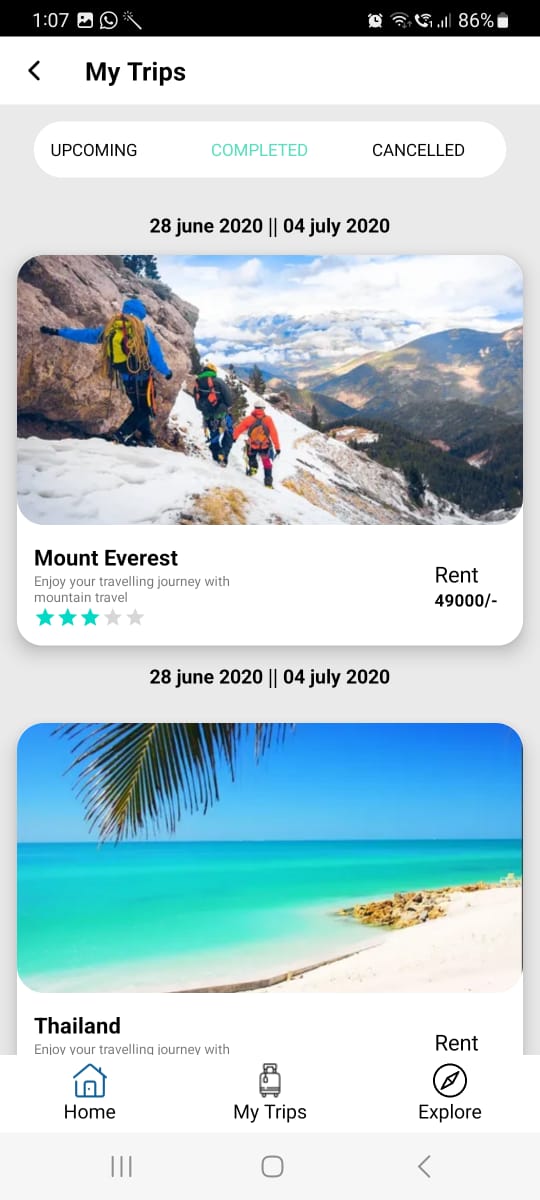 1:07 86%
My Trips
UPCOMING COMPLETED CANCELLED
28 june 2020 || 04 july 2020
Mount Everest
Enjoy your travelling journey with
mountain travel
Rent
49000/-
28 june 2020 || 04 july 2020
Thailand
Enjoy your travelling journey with
Rent
Home My Trips Explore